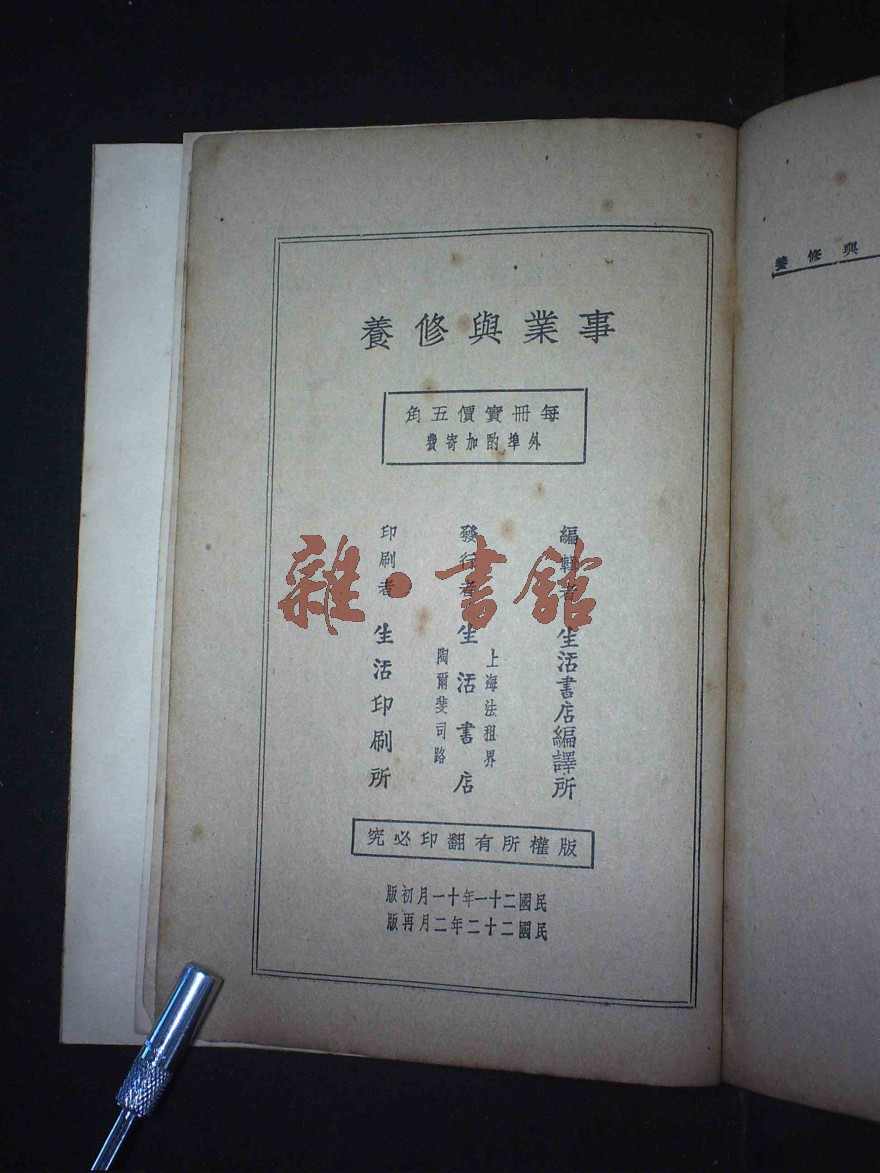 事業與修養
每冊實價五角
外埠酌加寄費
編輯者 生活書店編譯所
上海法租界
發行者 生活書店
陶爾斐司路
印刷者 生活印刷所
版權所有翻印必究
民國二十一年十一月初版
民國二十二年二月再版
雜·書館
與修養